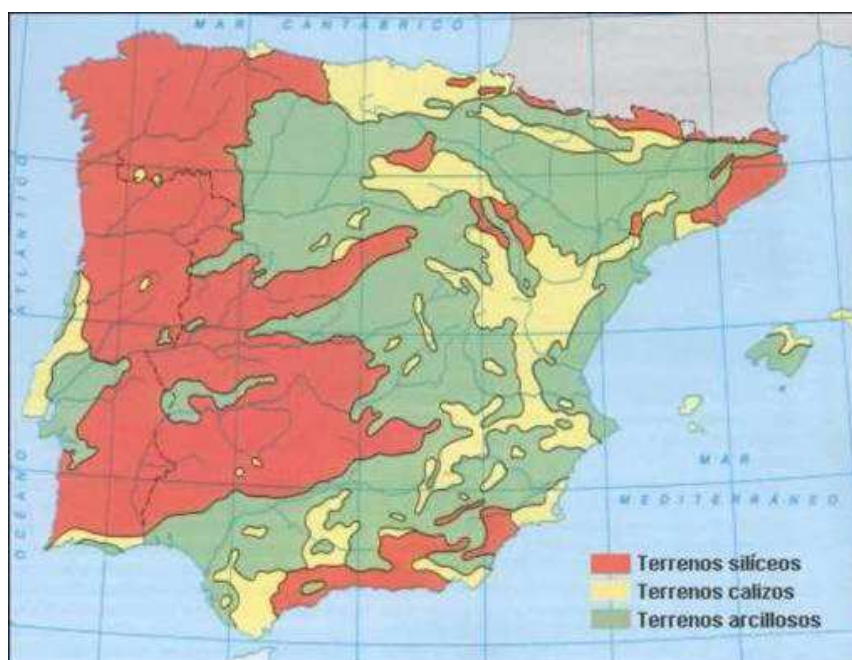 MAR CANTÁBRICO
ATLÁNTICO
OCÉANO
MAR
MEDITERRÁNEO
Terrenos silíceos
Terrenos calizos
Terrenos arcillosos